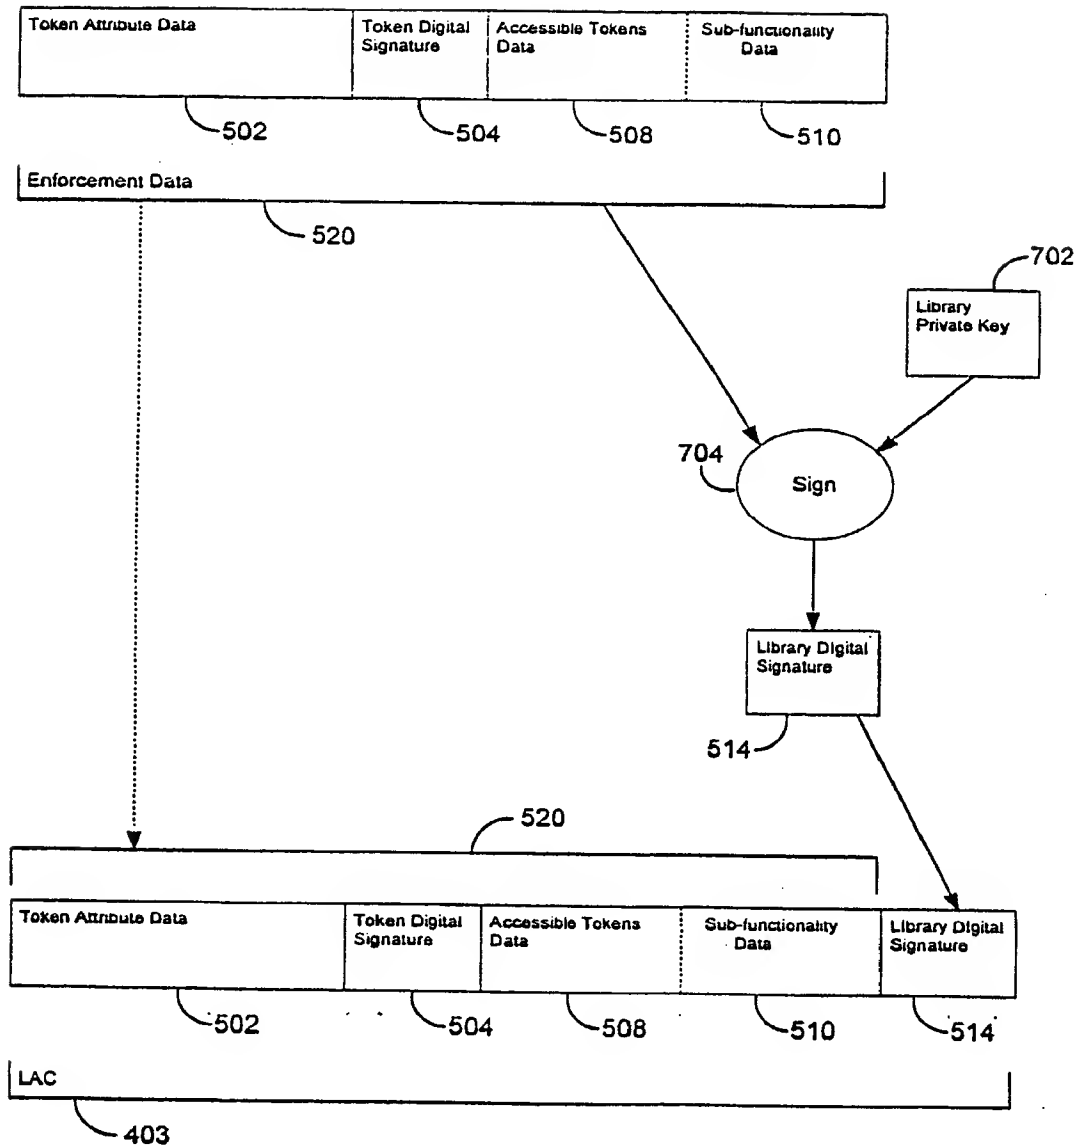 Token Attribute Data
Token Digital
Signature
Accessible Tokens
Data
Sub-functionality
Data
502
504
508
510
Enforcement Data
520
702
Library
Private Key
704
Sign
Library Digital
Signature
514
520
Token Attribute Data
Token Digital
Signature
Accessible Tokens
Data
Sub-functionality
Data
Library Digital
Signature
502
504
508
510
514
LAC
403